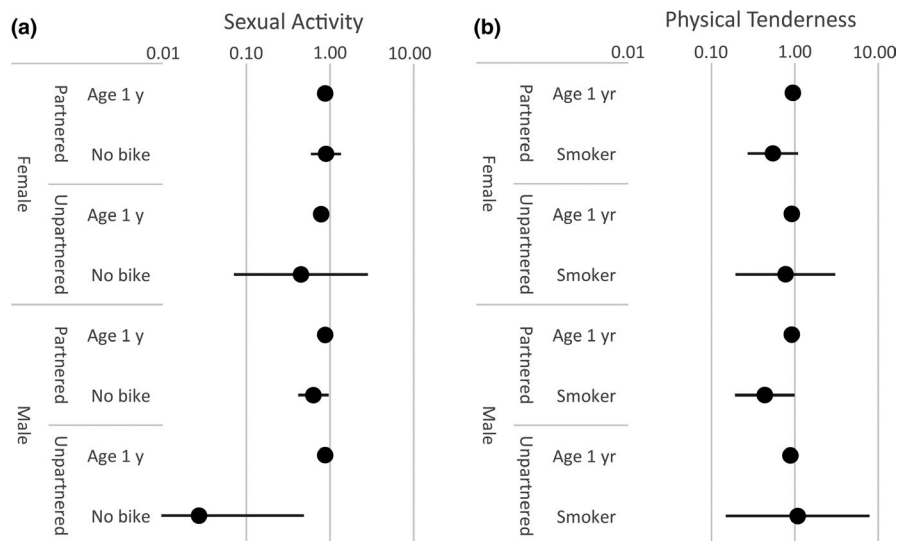 (a) Sexual Activity
0.01 0.10 1.00 10.00
Female
Partnered
Age 1 y
No bike
Unpartnered
Age 1 y
No bike
Male
Partnered
Age 1 y
No bike
Unpartnered
Age 1 y
No bike
(b) Physical Tenderness
0.01 0.10 1.00 10.00
Female
Partnered
Age 1 yr
Smoker
Unpartnered
Age 1 yr
Smoker
Male
Partnered
Age 1 yr
Smoker
Unpartnered
Age 1 yr
Smoker